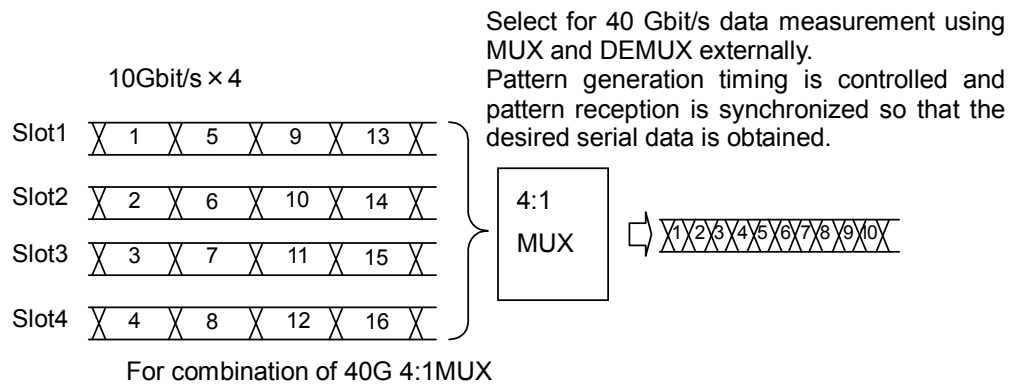 Select for 40 Gbit/s data measurement using
MUX and DEMUX externally.
Pattern generation timing is controlled and
pattern reception is synchronized so that the
desired serial data is obtained.
10Gbit/s × 4
Slot1 1 5 9 13
Slot2 2 6 10 14
Slot3 3 7 11 15
Slot4 4 8 12 16
4:1
MUX
1 2 3 4 5 6 7 8 9 10
For combination of 40G 4:1MUX